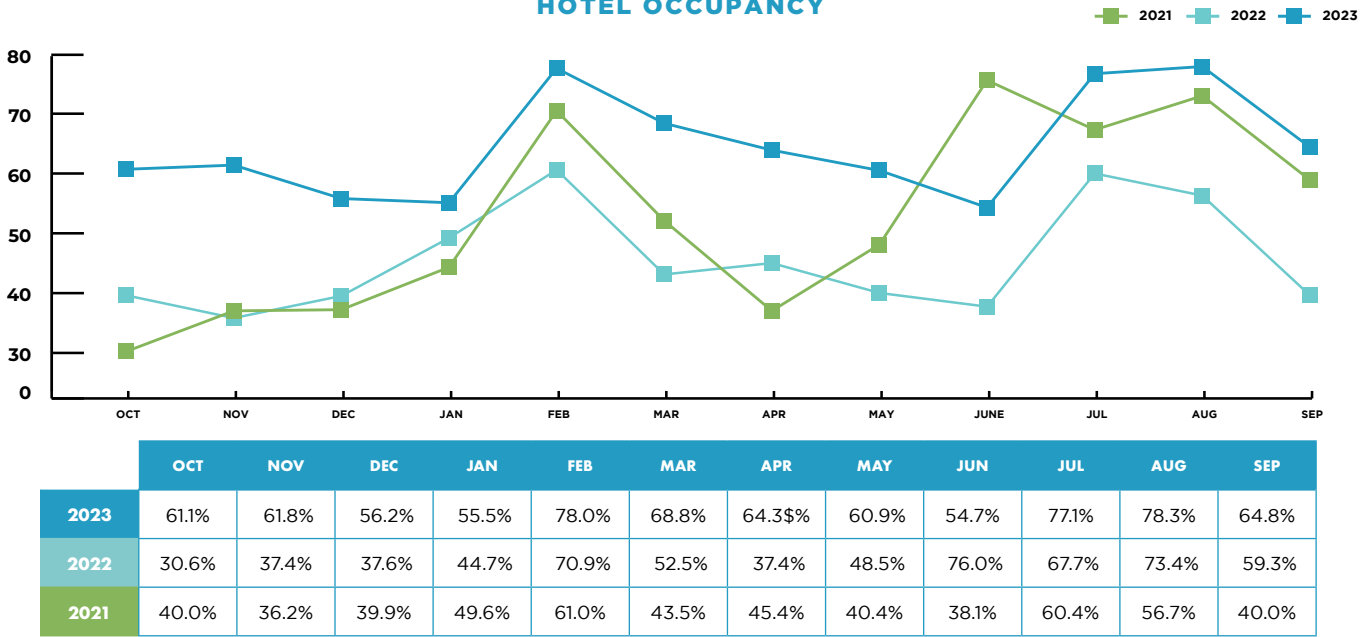 HOTEL OCCUPANCY
2021 2022 2023
80
70
60
50
40
30
0
OCT NOV DEC JAN FEB MAR APR MAY JUNE JUL AUG SEP
OCT NOV DEC JAN FEB MAR APR MAY JUN JUL AUG SEP
2023 61.1% 61.8% 56.2% 55.5% 78.0% 68.8% 64.3$% 60.9% 54.7% 77.1% 78.3% 64.8%
2022 30.6% 37.4% 37.6% 44.7% 70.9% 52.5% 37.4% 48.5% 76.0% 67.7% 73.4% 59.3%
2021 40.0% 36.2% 39.9% 49.6% 61.0% 43.5% 45.4% 40.4% 38.1% 60.4% 56.7% 40.0%